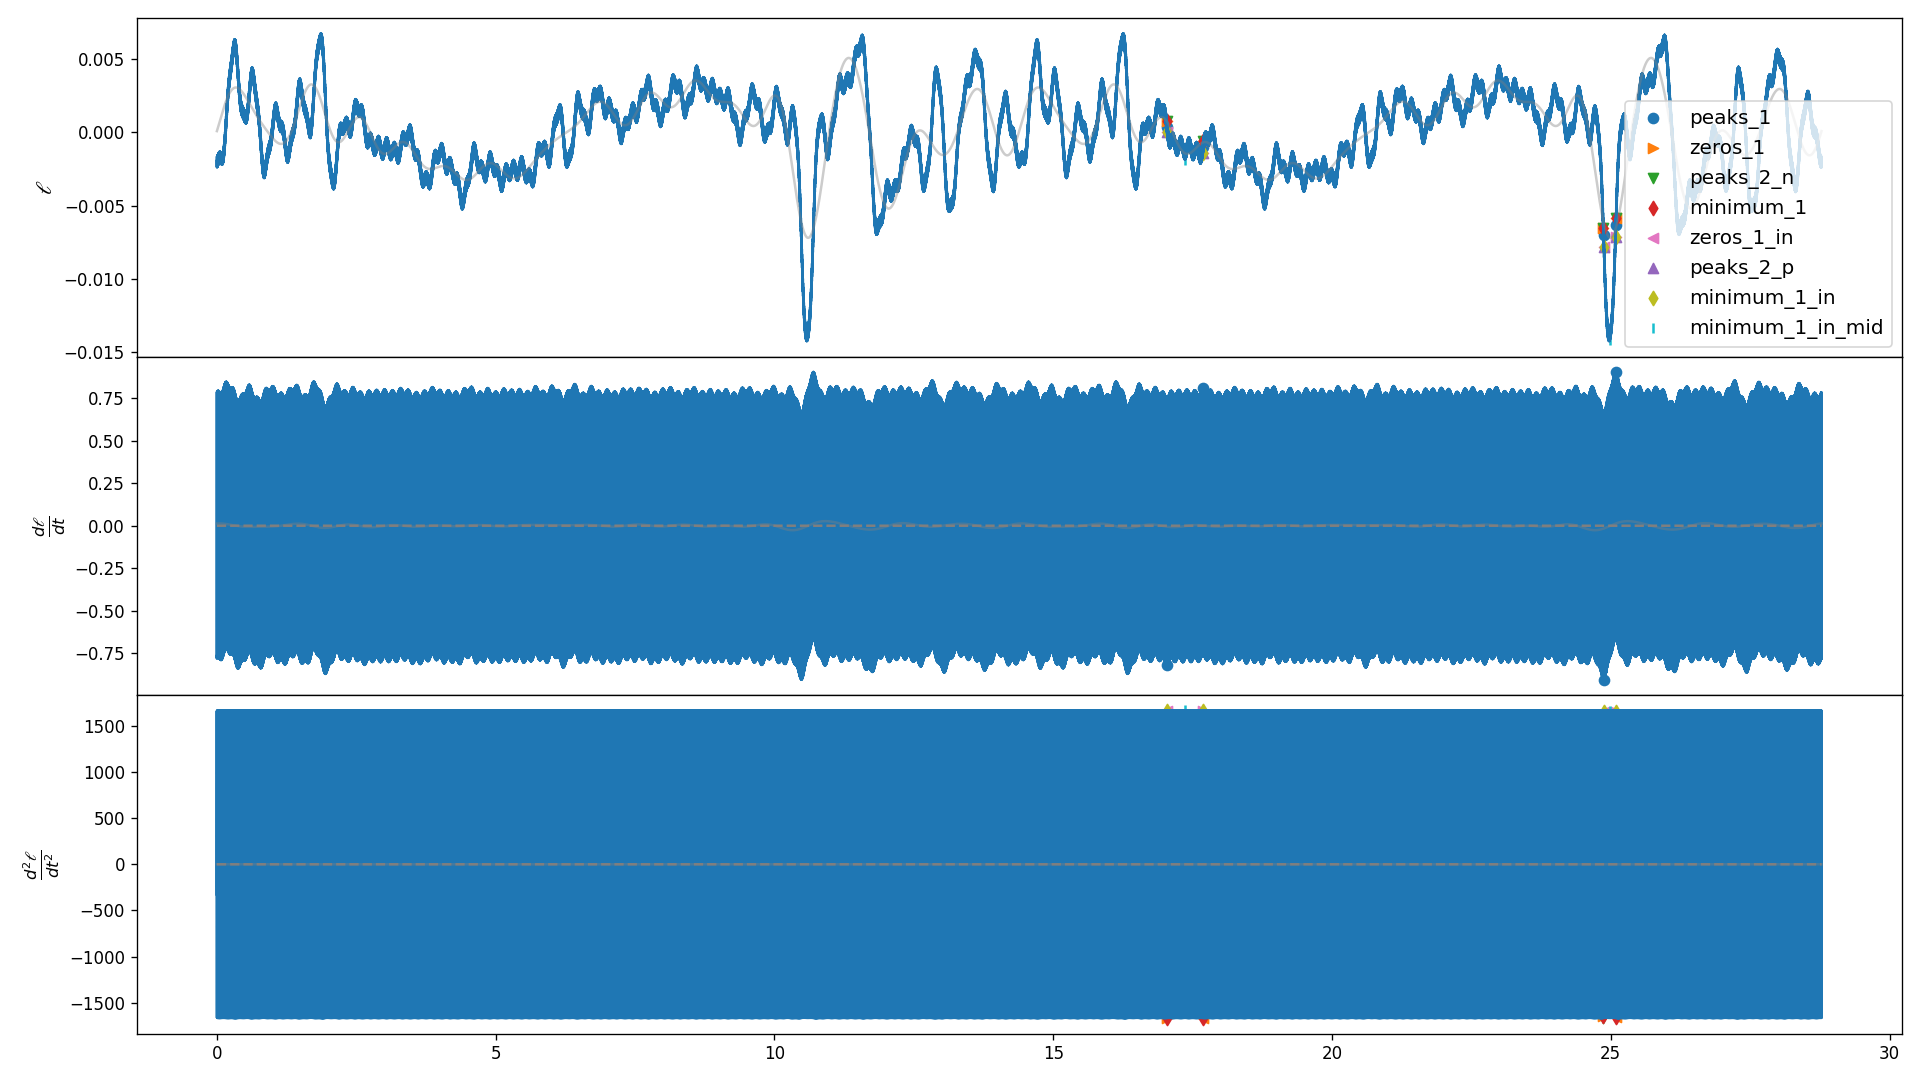 0.005
0.000
−0.005
−0.010
−0.015
ℓ
peaks_1
zeros_1
peaks_2_n
minimum_1
zeros_1_in
peaks_2_p
minimum_1_in
minimum_1_in_mid
0.75
0.50
0.25
0.00
−0.25
−0.50
−0.75
dℓ
dt
1500
1000
500
0
−500
−1000
−1500
d²ℓ
dt²
0 5 10 15 20 25 30